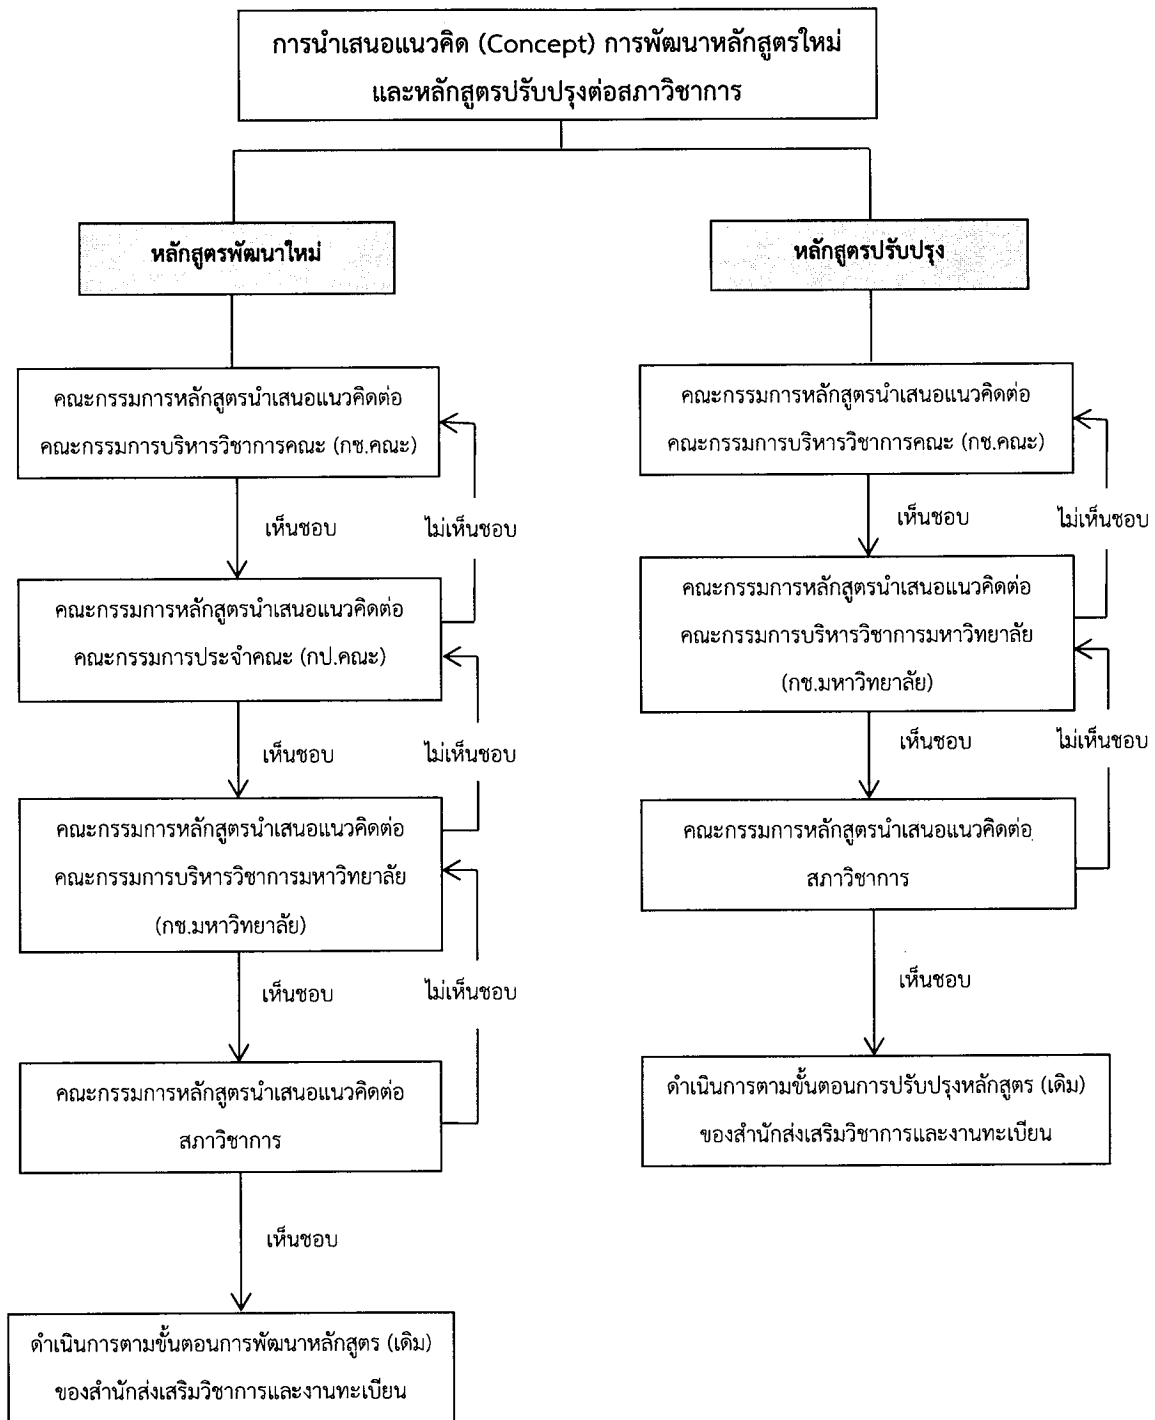 การนำเสนอแนวคิด (Concept) การพัฒนาหลักสูตรใหม่
และหลักสูตรปรับปรุงต่อสภาวิชาการ
หลักสูตรพัฒนาใหม่
คณะกรรมการหลักสูตรนำเสนอแนวคิดต่อ
คณะกรรมการบริหารวิชาการคณะ (กช.คณะ)
เห็นชอบ
ไม่เห็นชอบ
คณะกรรมการหลักสูตรนำเสนอแนวคิดต่อ
คณะกรรมการประจำคณะ (กป.คณะ)
เห็นชอบ
ไม่เห็นชอบ
คณะกรรมการหลักสูตรนำเสนอแนวคิดต่อ
คณะกรรมการบริหารวิชาการมหาวิทยาลัย
(กช.มหาวิทยาลัย)
เห็นชอบ
ไม่เห็นชอบ
คณะกรรมการหลักสูตรนำเสนอแนวคิดต่อ
สภาวิชาการ
เห็นชอบ
ดำเนินการตามขั้นตอนการพัฒนาหลักสูตร (เดิม)
ของสำนักส่งเสริมวิชาการและงานทะเบียน
หลักสูตรปรับปรุง
คณะกรรมการหลักสูตรนำเสนอแนวคิดต่อ
คณะกรรมการบริหารวิชาการคณะ (กช.คณะ)
เห็นชอบ
ไม่เห็นชอบ
คณะกรรมการหลักสูตรนำเสนอแนวคิดต่อ
คณะกรรมการบริหารวิชาการมหาวิทยาลัย
(กช.มหาวิทยาลัย)
เห็นชอบ
ไม่เห็นชอบ
คณะกรรมการหลักสูตรนำเสนอแนวคิดต่อ
สภาวิชาการ
เห็นชอบ
ดำเนินการตามขั้นตอนการปรับปรุงหลักสูตร (เดิม)
ของสำนักส่งเสริมวิชาการและงานทะเบียน